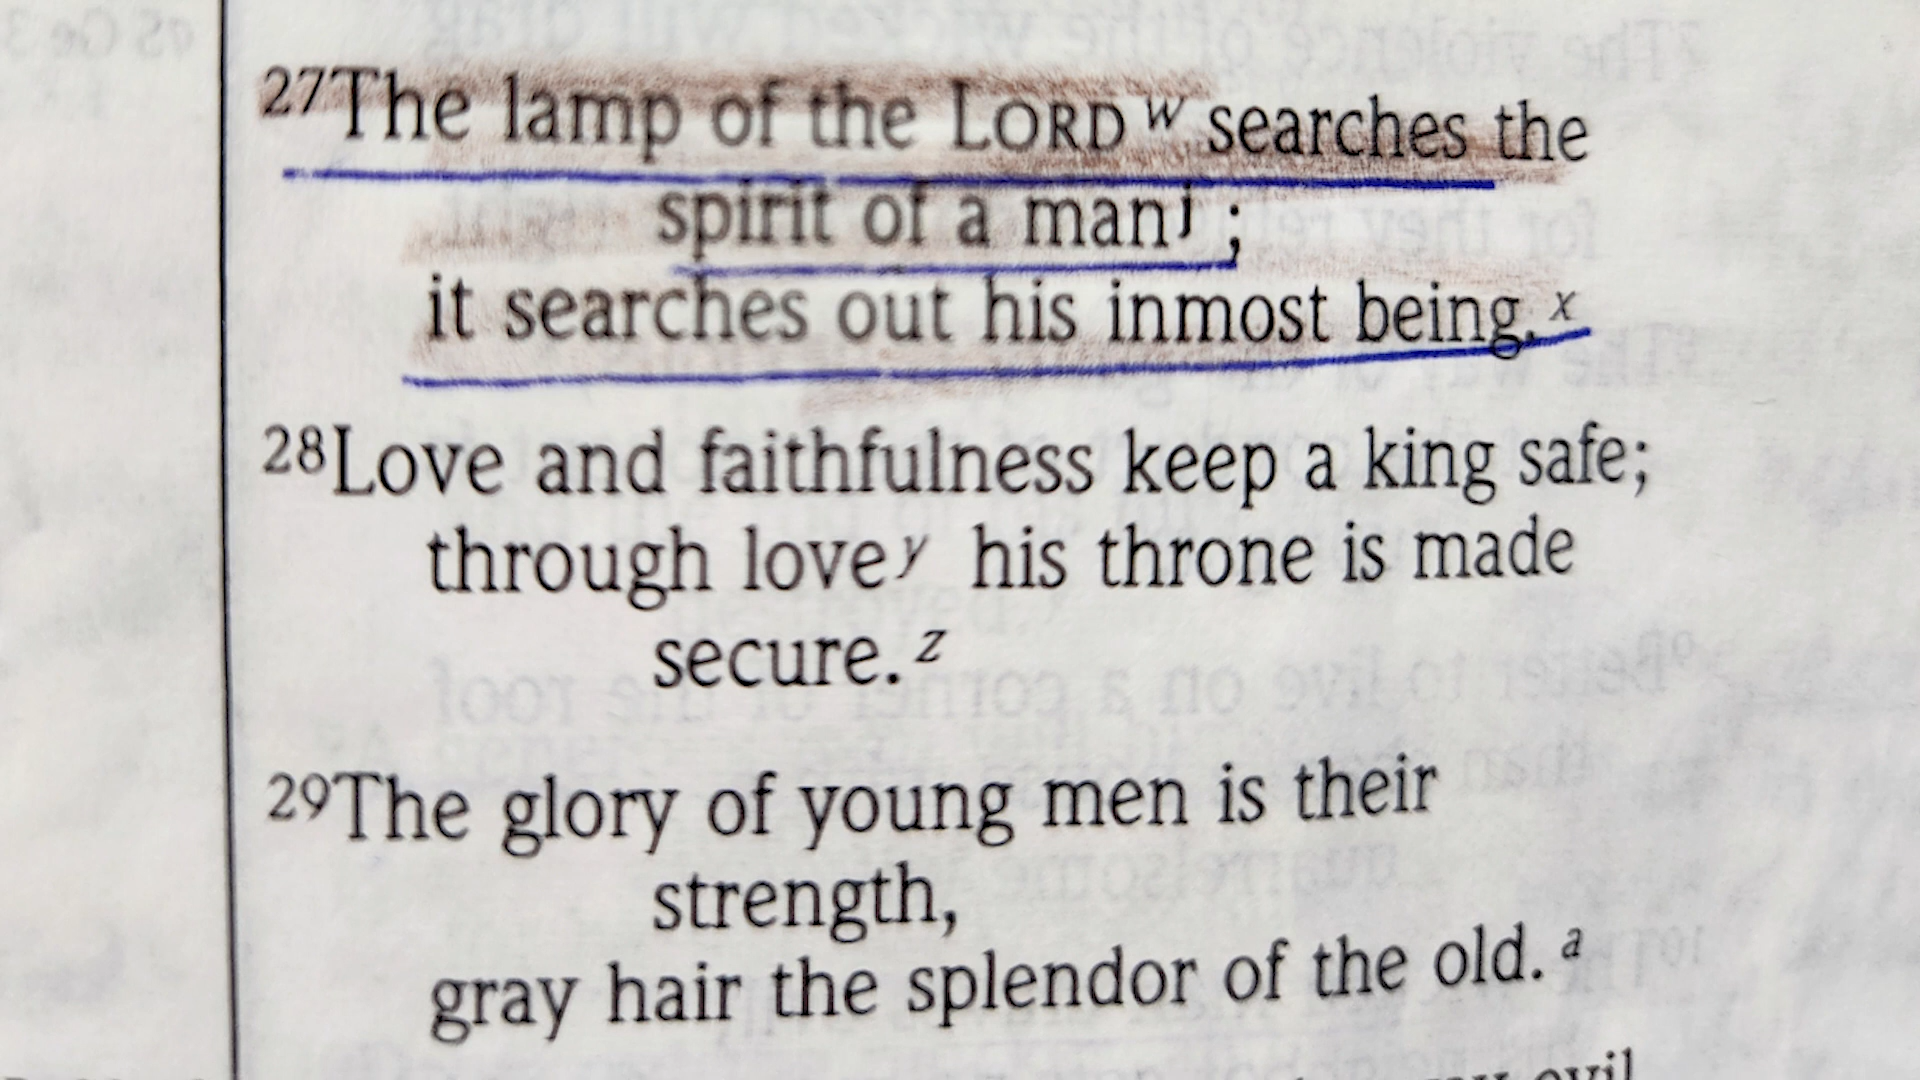 27The lamp of the LORD w searches the
spirit of a man j ;
it searches out his inmost being. x
28Love and faithfulness keep a king safe;
through love y his throne is made
secure. z
29The glory of young men is their
strength,
gray hair the splendor of the old. a
evil